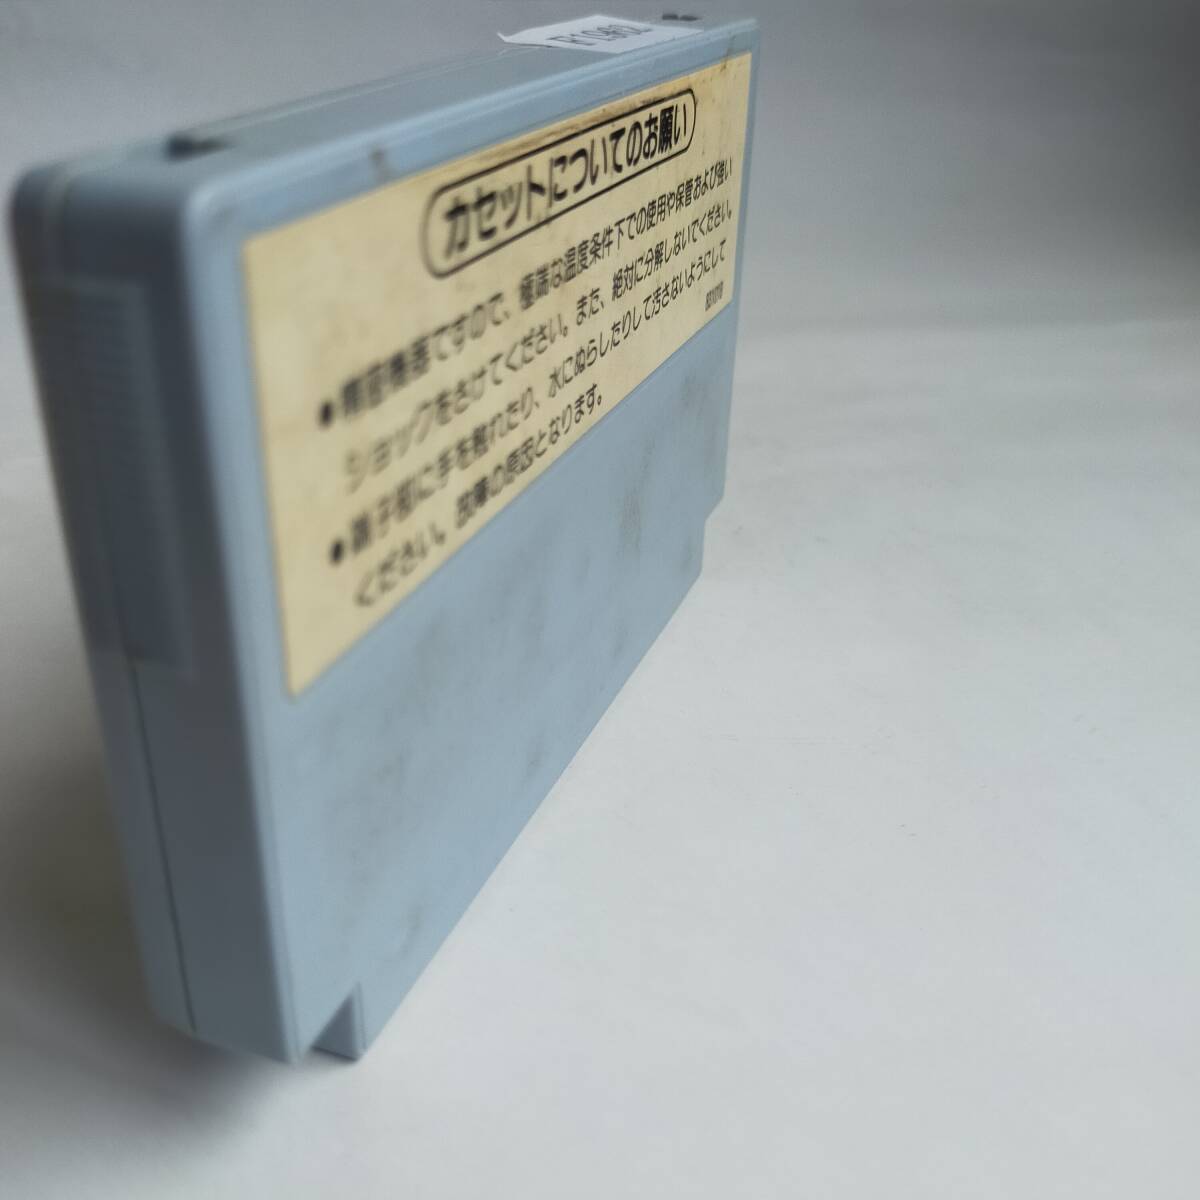 カセットについてのお願い
●精密機器ですので、極端な温度条件下での使用や保管および強い
ショックをさけてください。また、絶対に分解しないでください。
●端子部に手を触れたり、水にぬらしたりして汚さないようにして
ください。故障の原因となります。